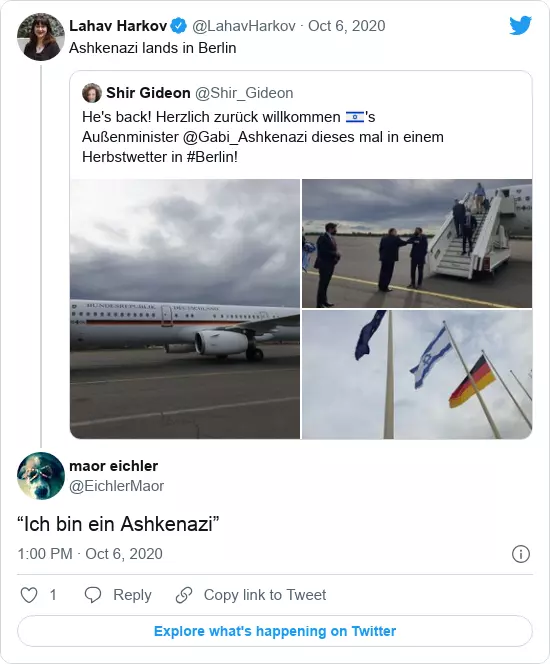 Lahav Harkov @LahavHarkov · Oct 6, 2020
Ashkenazi lands in Berlin
Shir Gideon @Shir_Gideon
He's back! Herzlich zurück willkommen 🇮🇱's
Außenminister @Gabi_Ashkenazi dieses mal in einem
Herbstwetter in #Berlin!
BUNDESREPUBLIK DEUTSCHLAND
maor eichler
@EichlerMaor
“Ich bin ein Ashkenazi”
1:00 PM · Oct 6, 2020
1 Reply Copy link to Tweet
Explore what's happening on Twitter